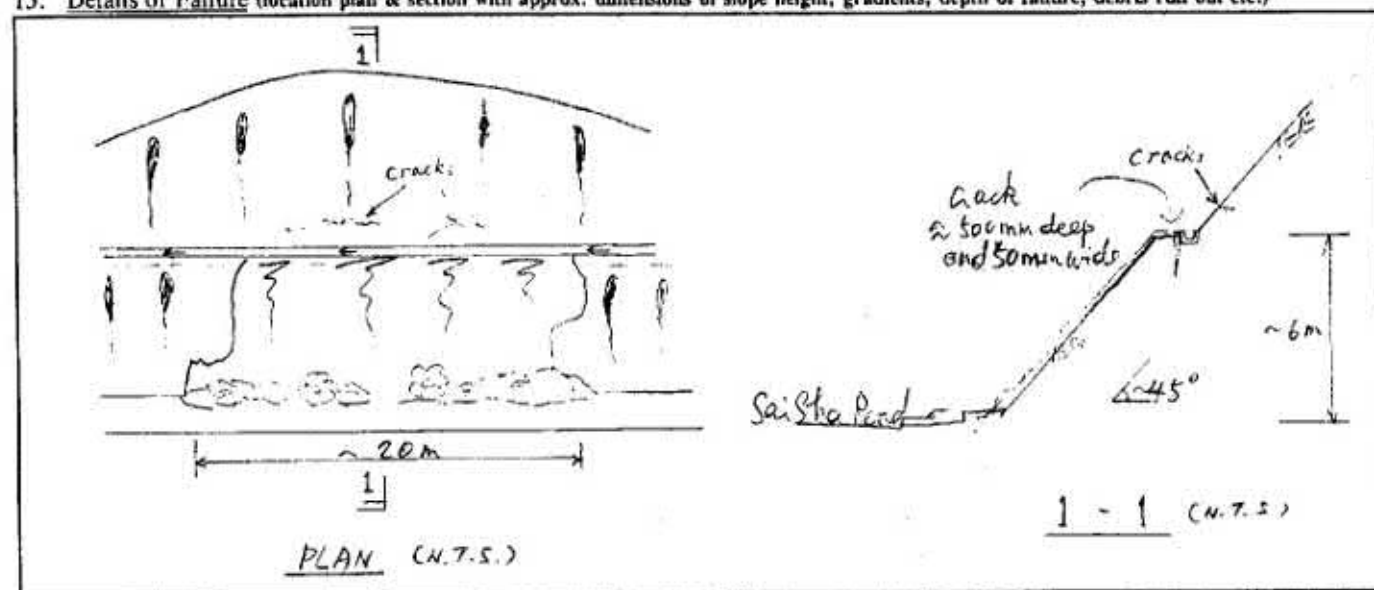 Details of Failure (location plan & section with approx. dimensions of slope height, gradients, depth of failure, debris run-out etc.)
1
cracks
~ 20 m
1
PLAN (N.T.S.)
cracks
crack
≈ 500mm deep
and 50mm wide
~6m
∠~45°
Sai Sha Road
1 - 1 (N.T.S)